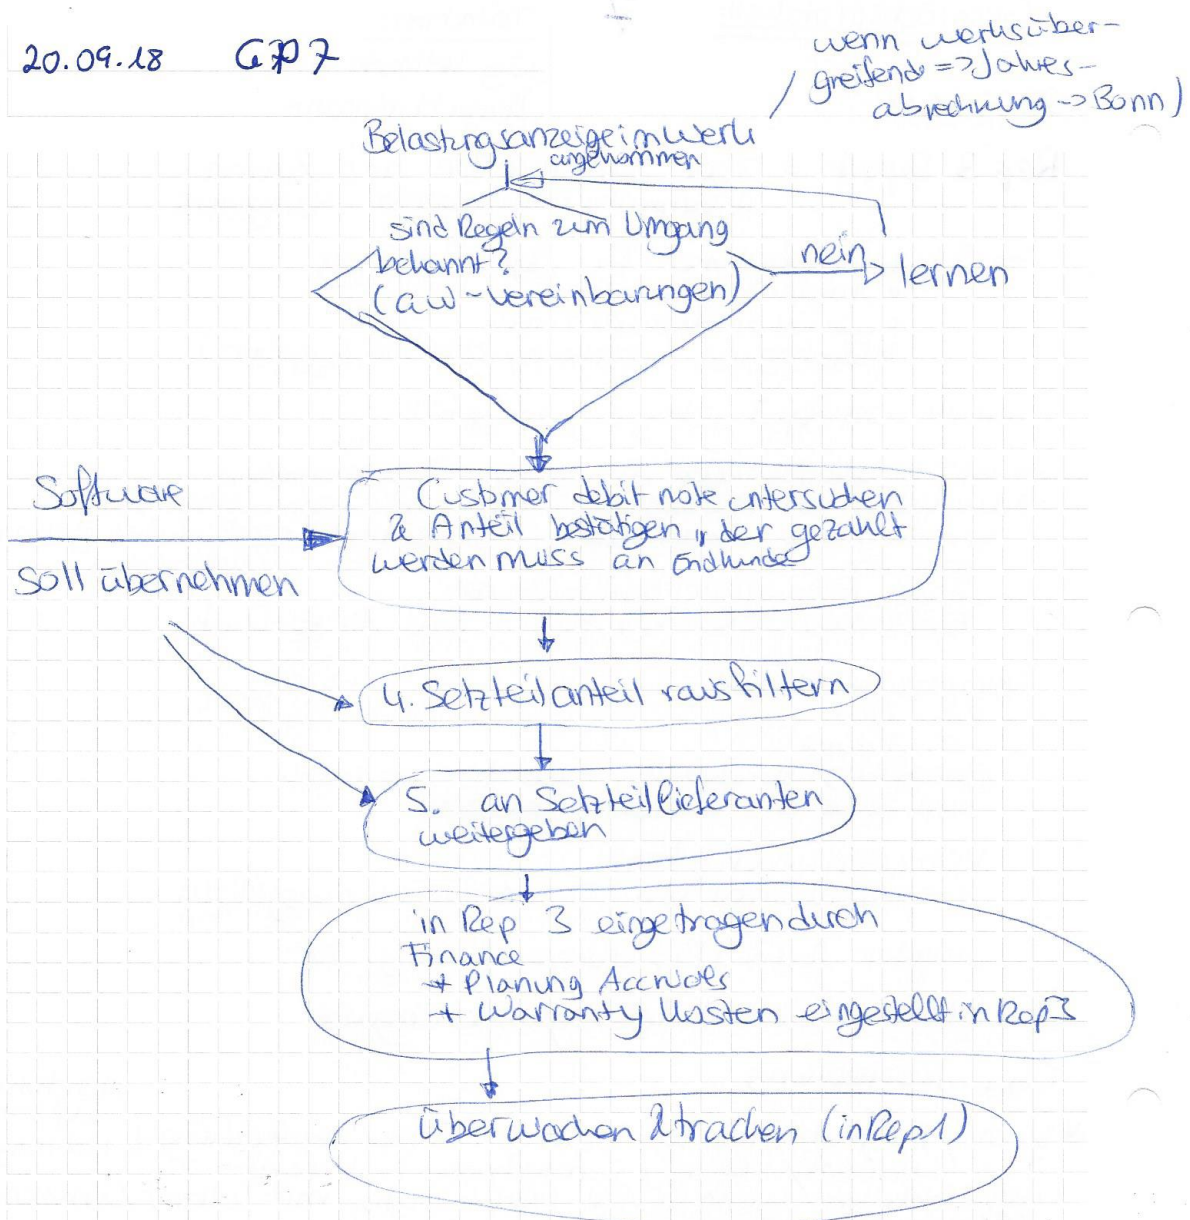 20.09.18 GP7
wenn werksüber-
greifend => Jahres-
abrechnung -> Bonn)
Belastungsanzeige im Werk
angenommen
sind Regeln zum Umgang
bekannt?
(GW-Vereinbarungen)
nein
lernen
Software
soll übernehmen
Customer debit note untersuchen
& Anteil bestätigen, der gezahlt
werden muss an Endkunde
4. Setzteilanteil rausfiltern
5. an Setzteillieferanten
weitergeben
in Rep 3 eingetragen durch
Finance
+ Planung Accruals
+ Warranty Kosten eingestellt in Rep3
überwachen & tracken (in Rep1)